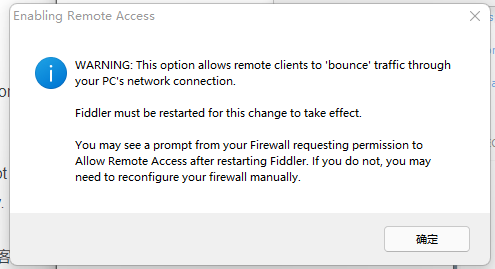 Enabling Remote Access
WARNING: This option allows remote clients to 'bounce' traffic through
your PC's network connection.
Fiddler must be restarted for this change to take effect.
You may see a prompt from your Firewall requesting permission to
Allow Remote Access after restarting Fiddler. If you do not, you may
need to reconfigure your firewall manually.
确定
客